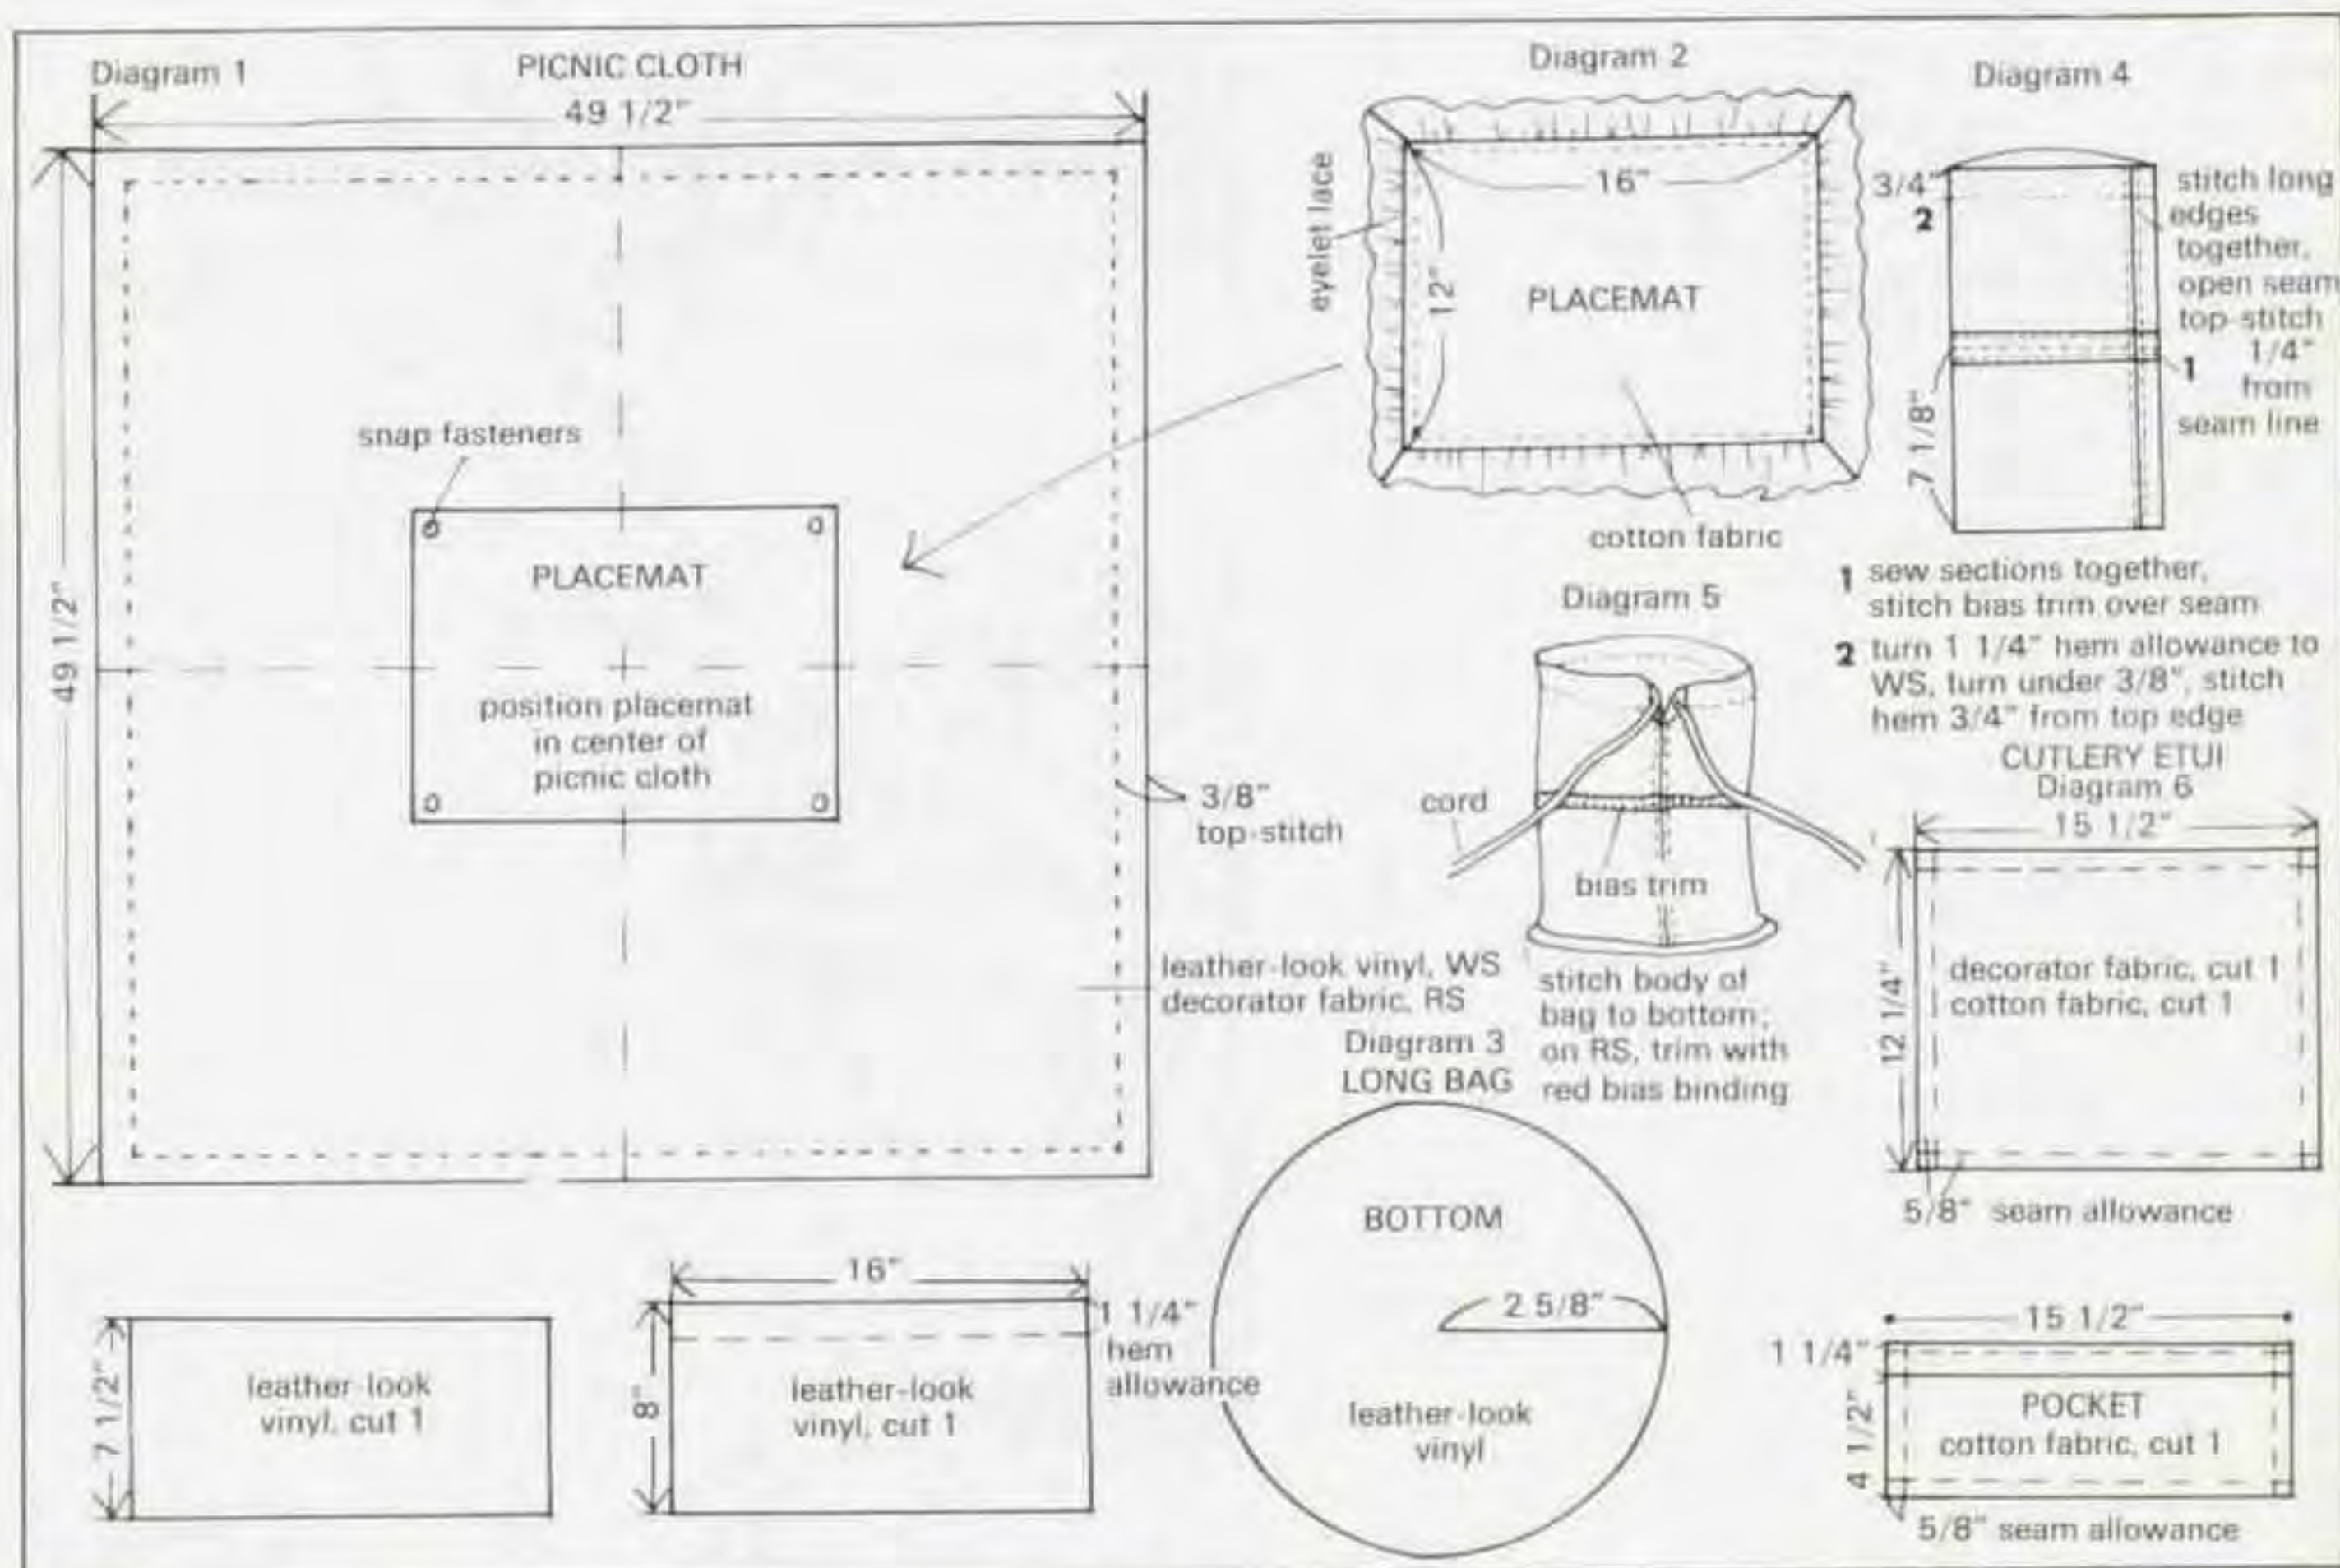 Diagram 1
PICNIC CLOTH
49 1/2"
49 1/2"
snap fasteners
PLACEMAT
position placemat
in center of
picnic cloth
3/8"
top-stitch
leather-look vinyl, WS
decorator fabric, RS
Diagram 2
eyelet lace
16"
12"
PLACEMAT
cotton fabric
Diagram 4
3/4"
2
stitch long
edges
together,
open seam
top-stitch
1/4"
from
seam line
1
7 1/8"
1 sew sections together,
stitch bias trim over seam
2 turn 1 1/4" hem allowance to
WS, turn under 3/8", stitch
hem 3/4" from top edge
Diagram 5
cord
bias trim
stitch body of
bag to bottom,
on RS, trim with
red bias binding
CUTLERY ETUI
Diagram 6
15 1/2"
12 1/4"
decorator fabric, cut 1
cotton fabric, cut 1
5/8" seam allowance
Diagram 3
LONG BAG
7 1/2"
leather-look
vinyl, cut 1
16"
8"
1 1/4"
hem
allowance
leather-look
vinyl, cut 1
BOTTOM
2 5/8"
leather-look
vinyl
15 1/2"
1 1/4"
4 1/2"
POCKET
cotton fabric, cut 1
5/8" seam allowance